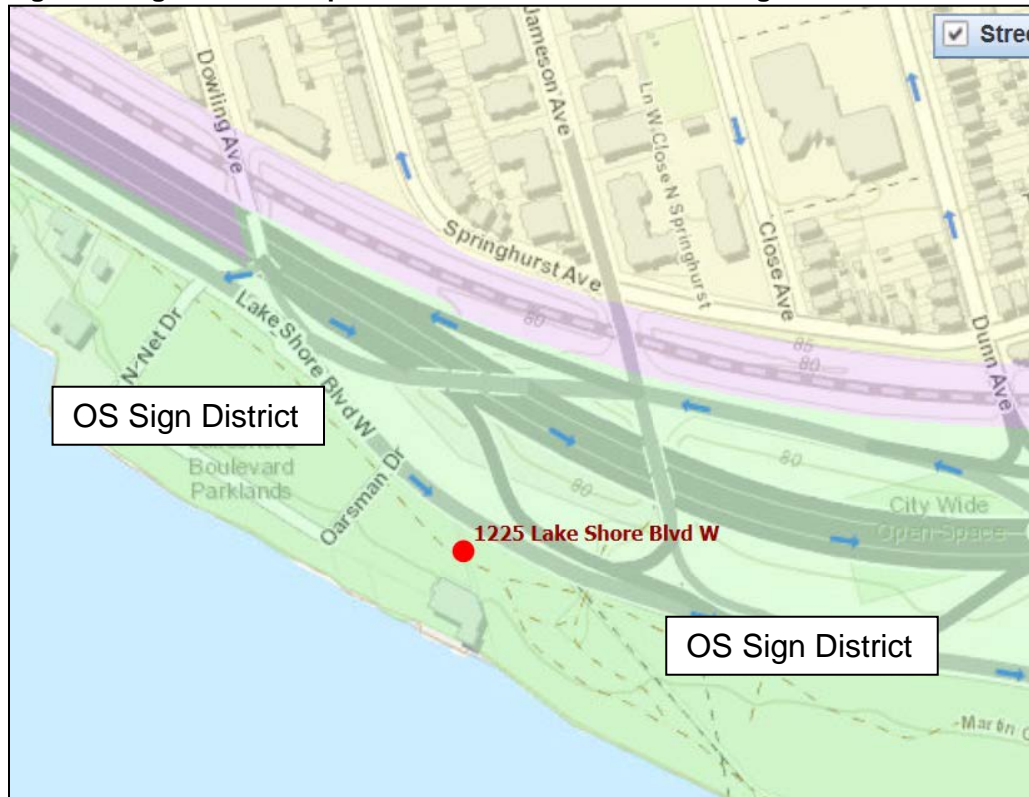 Stree
Dowling Ave
Jameson Ave
Ln W Close N Springhurst
Close Ave
Springhurst Ave
Dunn Ave
80
85
80
N Net Dr
Lake Shore Blvd W
OS Sign District
Boulevard
Parklands
Oarsman Dr
80
80
City Wide
Open Space
1225 Lake Shore Blvd W
OS Sign District
Martin